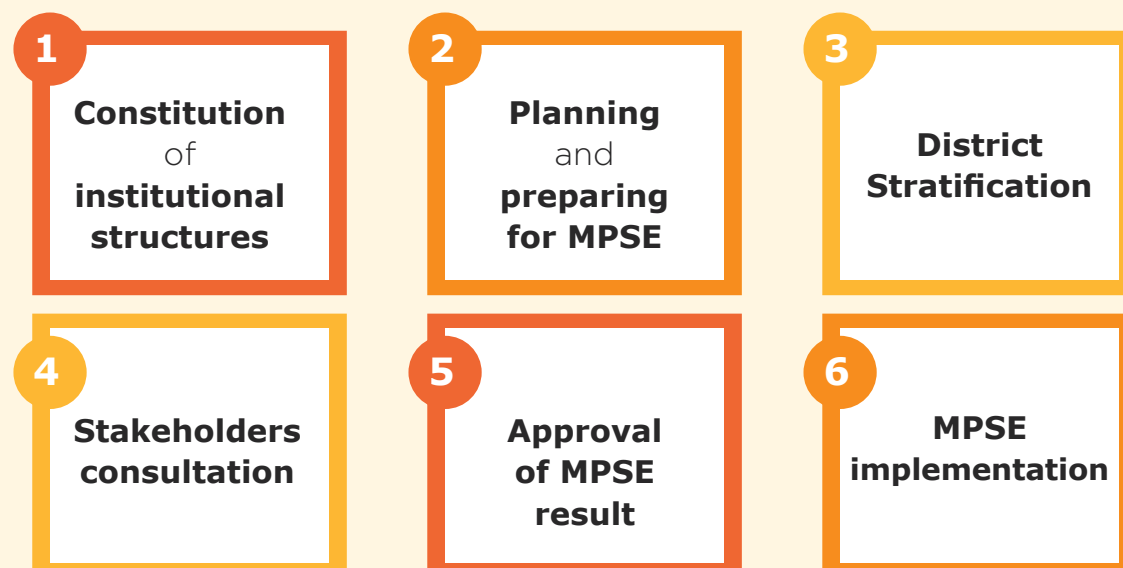 1
Constitution
of
institutional
structures
2
Planning
and
preparing
for MPSE
3
District
Stratification
4
Stakeholders
consultation
5
Approval
of MPSE
result
6
MPSE
implementation